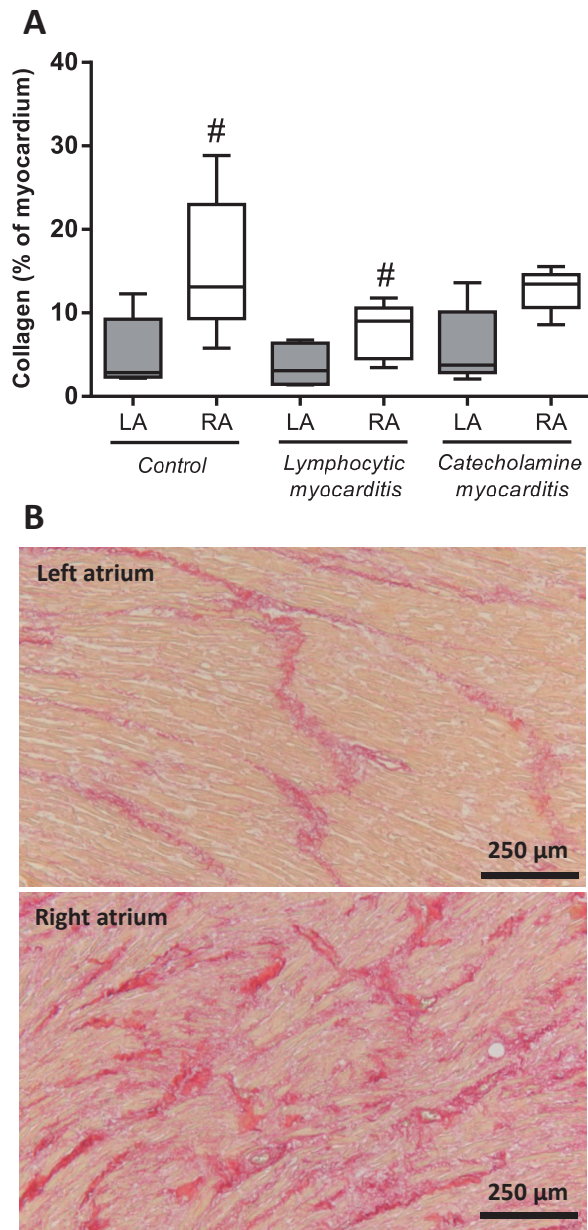 A
Collagen (% of myocardium)
40
30
20
10
0
#
#
LA
RA
LA
RA
LA
RA
Control
Lymphocytic
myocarditis
Catecholamine
myocarditis
B
Left atrium
250 µm
Right atrium
250 µm